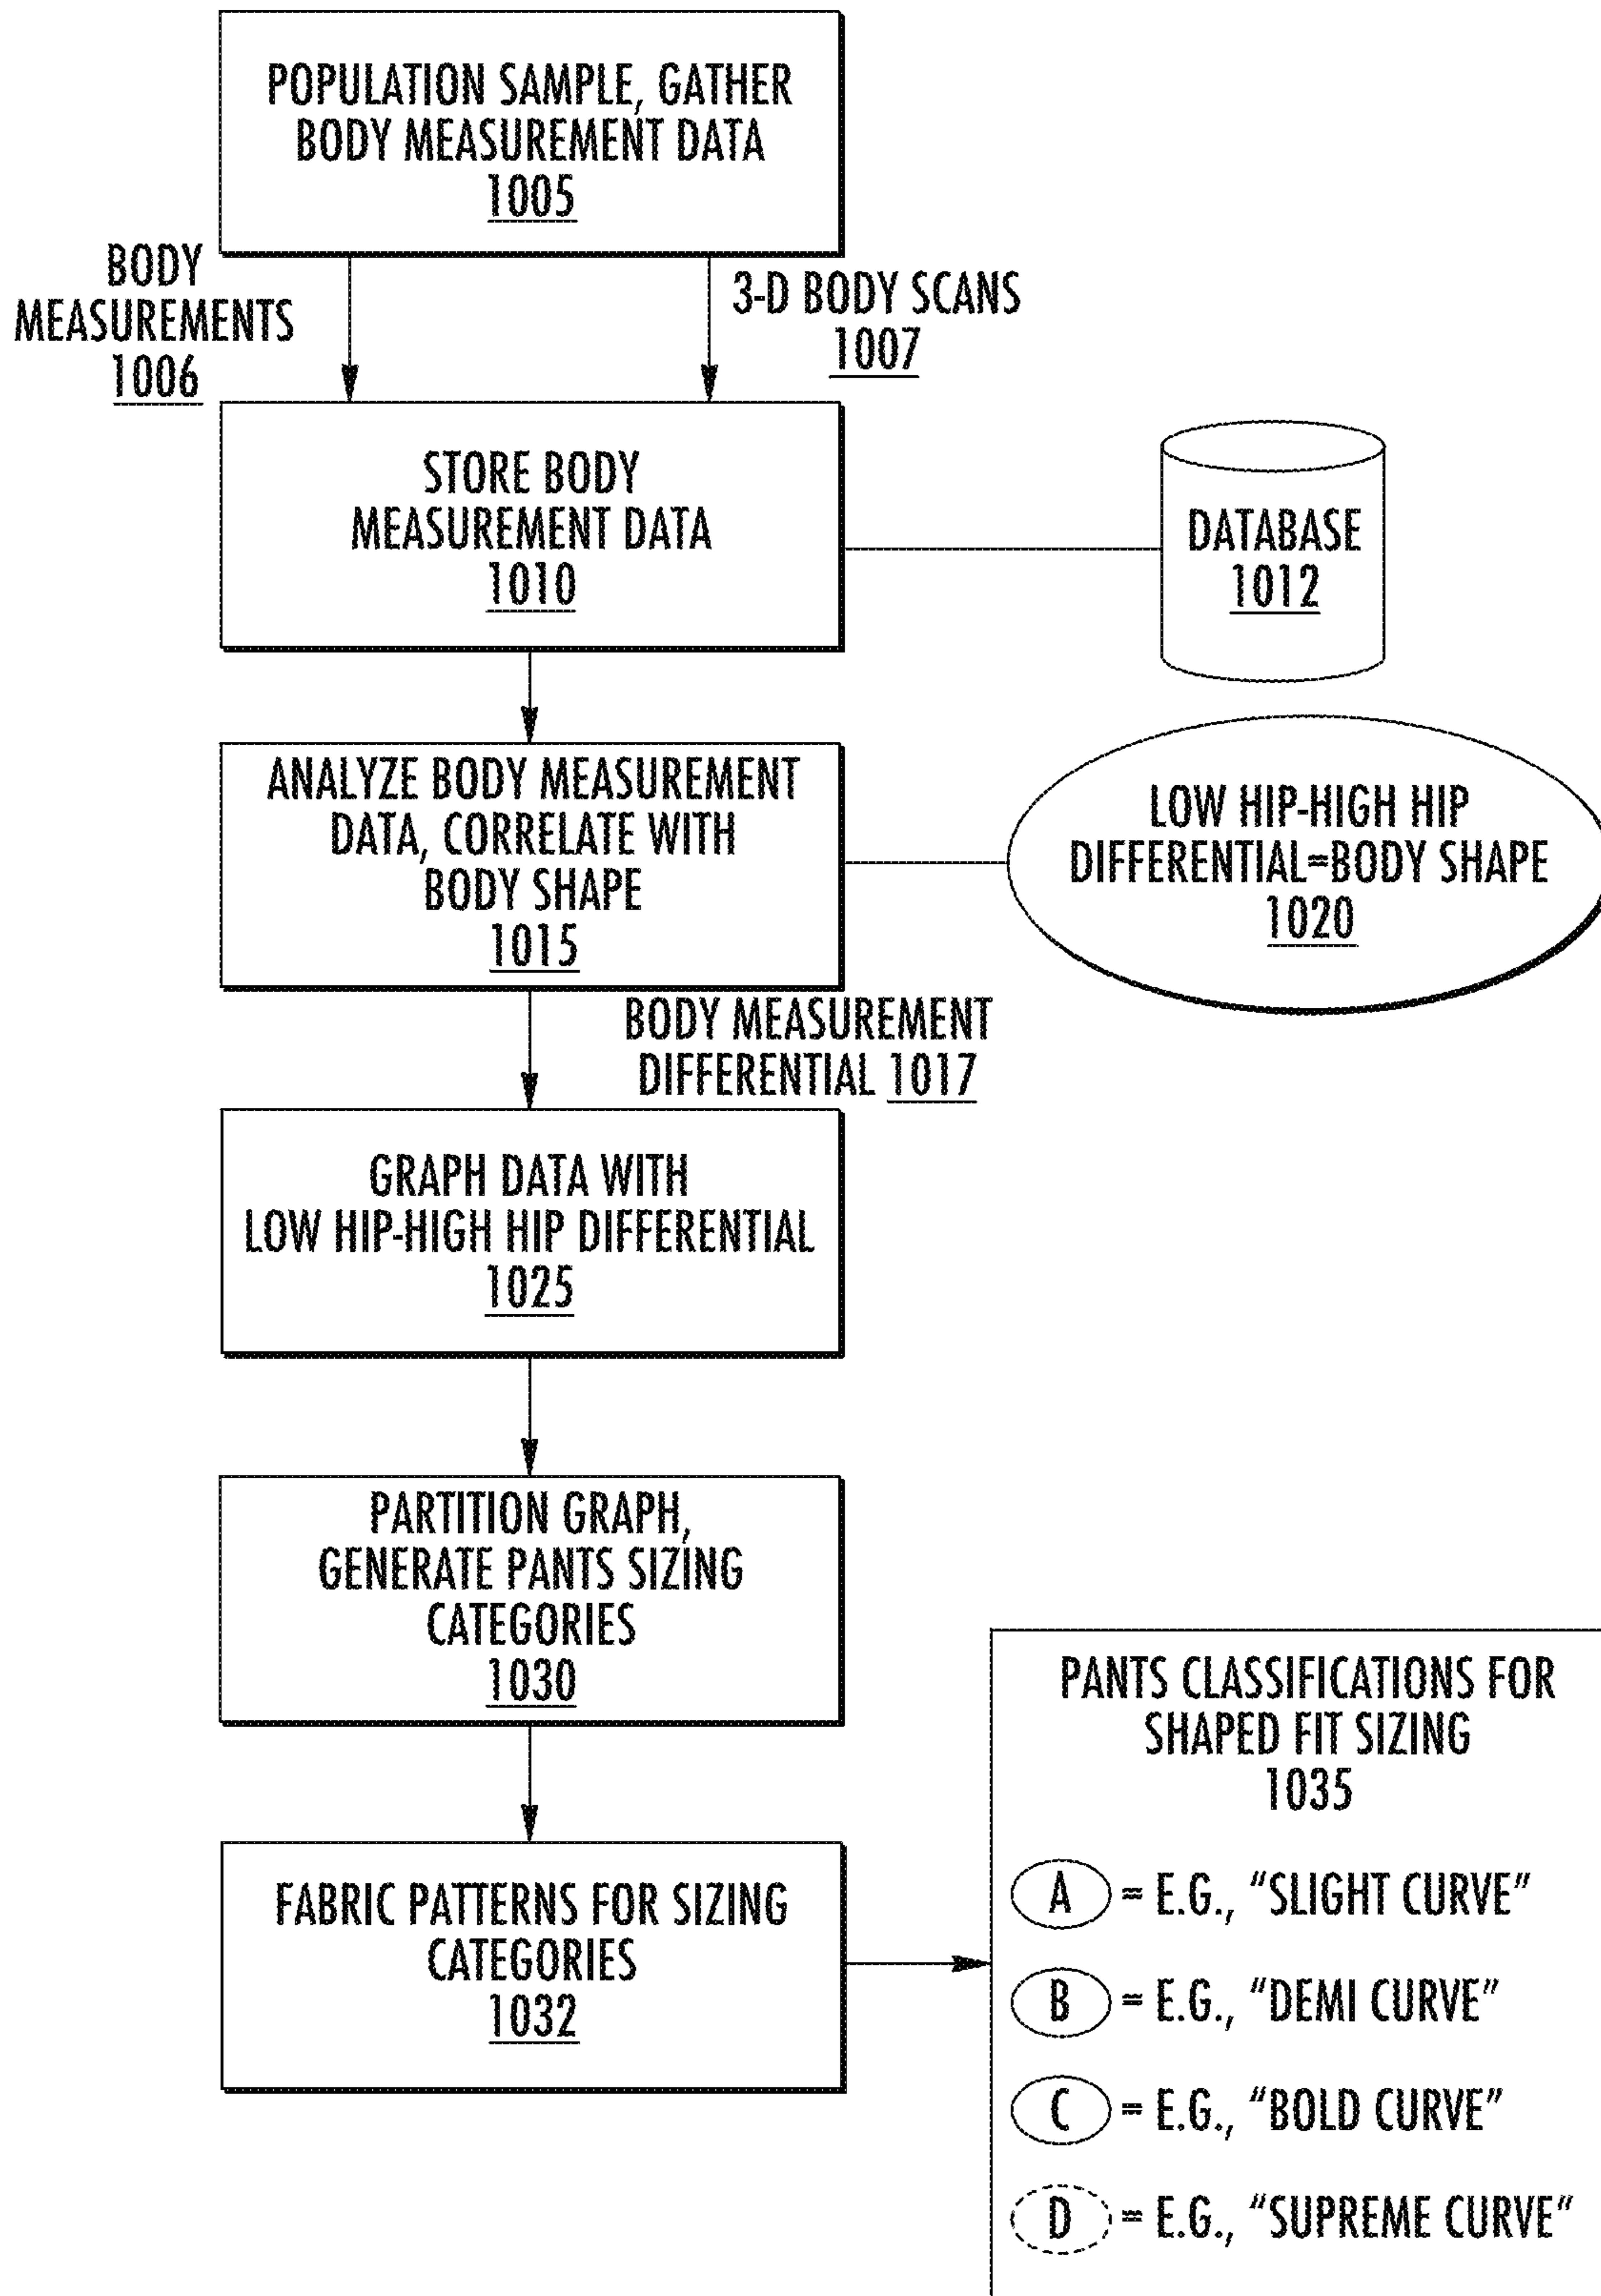 POPULATION SAMPLE, GATHER
BODY MEASUREMENT DATA
1005
BODY
MEASUREMENTS
1006
3-D BODY SCANS
1007
STORE BODY
MEASUREMENT DATA
1010
DATABASE
1012
ANALYZE BODY MEASUREMENT
DATA, CORRELATE WITH
BODY SHAPE
1015
LOW HIP-HIGH HIP
DIFFERENTIAL=BODY SHAPE
1020
BODY MEASUREMENT
DIFFERENTIAL 1017
GRAPH DATA WITH
LOW HIP-HIGH HIP DIFFERENTIAL
1025
PARTITION GRAPH,
GENERATE PANTS SIZING
CATEGORIES
1030
FABRIC PATTERNS FOR SIZING
CATEGORIES
1032
PANTS CLASSIFICATIONS FOR
SHAPED FIT SIZING
1035
A = E.G., "SLIGHT CURVE"
B = E.G., "DEMI CURVE"
C = E.G., "BOLD CURVE"
D = E.G., "SUPREME CURVE"